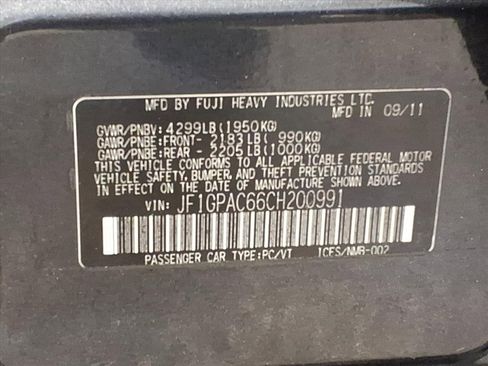 MFD BY FUJI HEAVY INDUSTRIES LTD.
MFD IN 09/11
GVWR/PNBV: 4299LB(1950KG)
GAWR/PNBE:FRONT- 2183LB( 990KG)
GAWR/PNBE:REAR - 2205LB(1000KG)
THIS VEHICLE CONFORMS TO ALL APPLICABLE FEDERAL MOTOR
VEHICLE SAFETY, BUMPER, AND THEFT PREVENTION STANDARDS
IN EFFECT ON THE DATE OF MANUFACTURE SHOWN ABOVE.
VIN: JF1GPAC66CH200991
PASSENGER CAR TYPE:PC/VT ICES/NMB-002